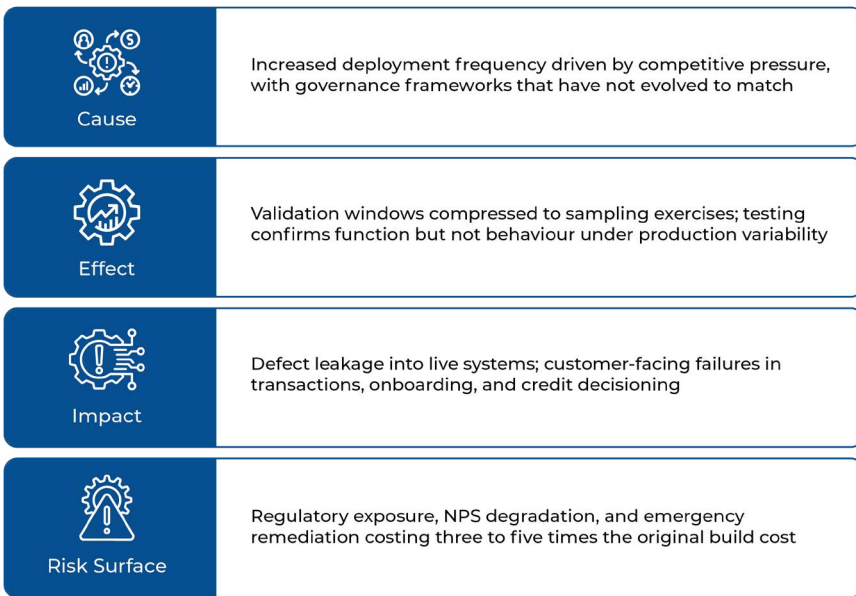 Cause
Increased deployment frequency driven by competitive pressure,
with governance frameworks that have not evolved to match
Effect
Validation windows compressed to sampling exercises; testing
confirms function but not behaviour under production variability
Impact
Defect leakage into live systems; customer-facing failures in
transactions, onboarding, and credit decisioning
Risk Surface
Regulatory exposure, NPS degradation, and emergency
remediation costing three to five times the original build cost